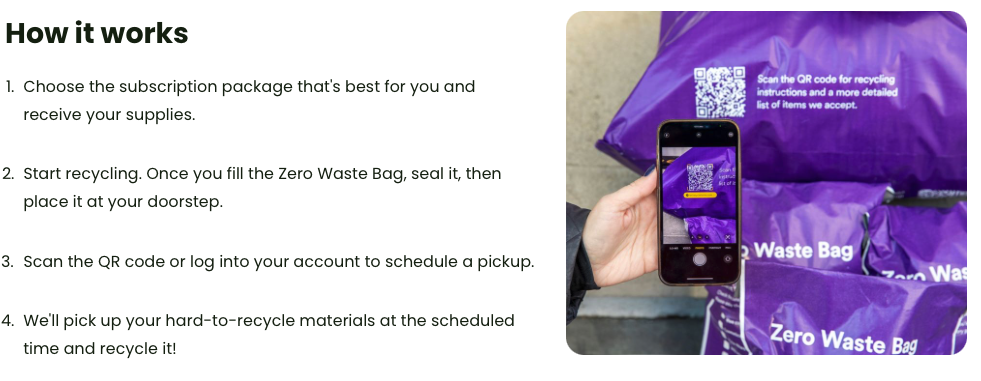 How it works
1. Choose the subscription package that's best for you and
receive your supplies.
2. Start recycling. Once you fill the Zero Waste Bag, seal it, then
place it at your doorstep.
3. Scan the QR code or log into your account to schedule a pickup.
4. We'll pick up your hard-to-recycle materials at the scheduled
time and recycle it!
Scan the QR code for recycling
instructions and a more detailed
list of items we accept.
Waste Bag
Zero Was
Zero Waste Bag